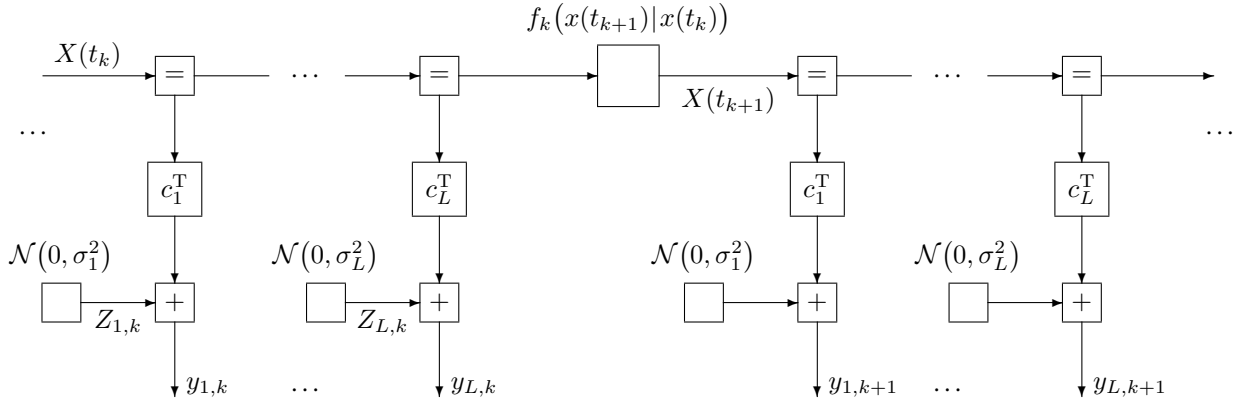 f_k(x(t_{k+1})|x(t_k))
X(t_k) = ... = X(t_{k+1}) = ... =
... ...
c_1^T c_L^T c_1^T c_L^T
N(0, σ_1^2) N(0, σ_L^2) N(0, σ_1^2) N(0, σ_L^2)
+ + + +
Z_{1,k} Z_{L,k}
y_{1,k} ... y_{L,k} y_{1,k+1} ... y_{L,k+1}